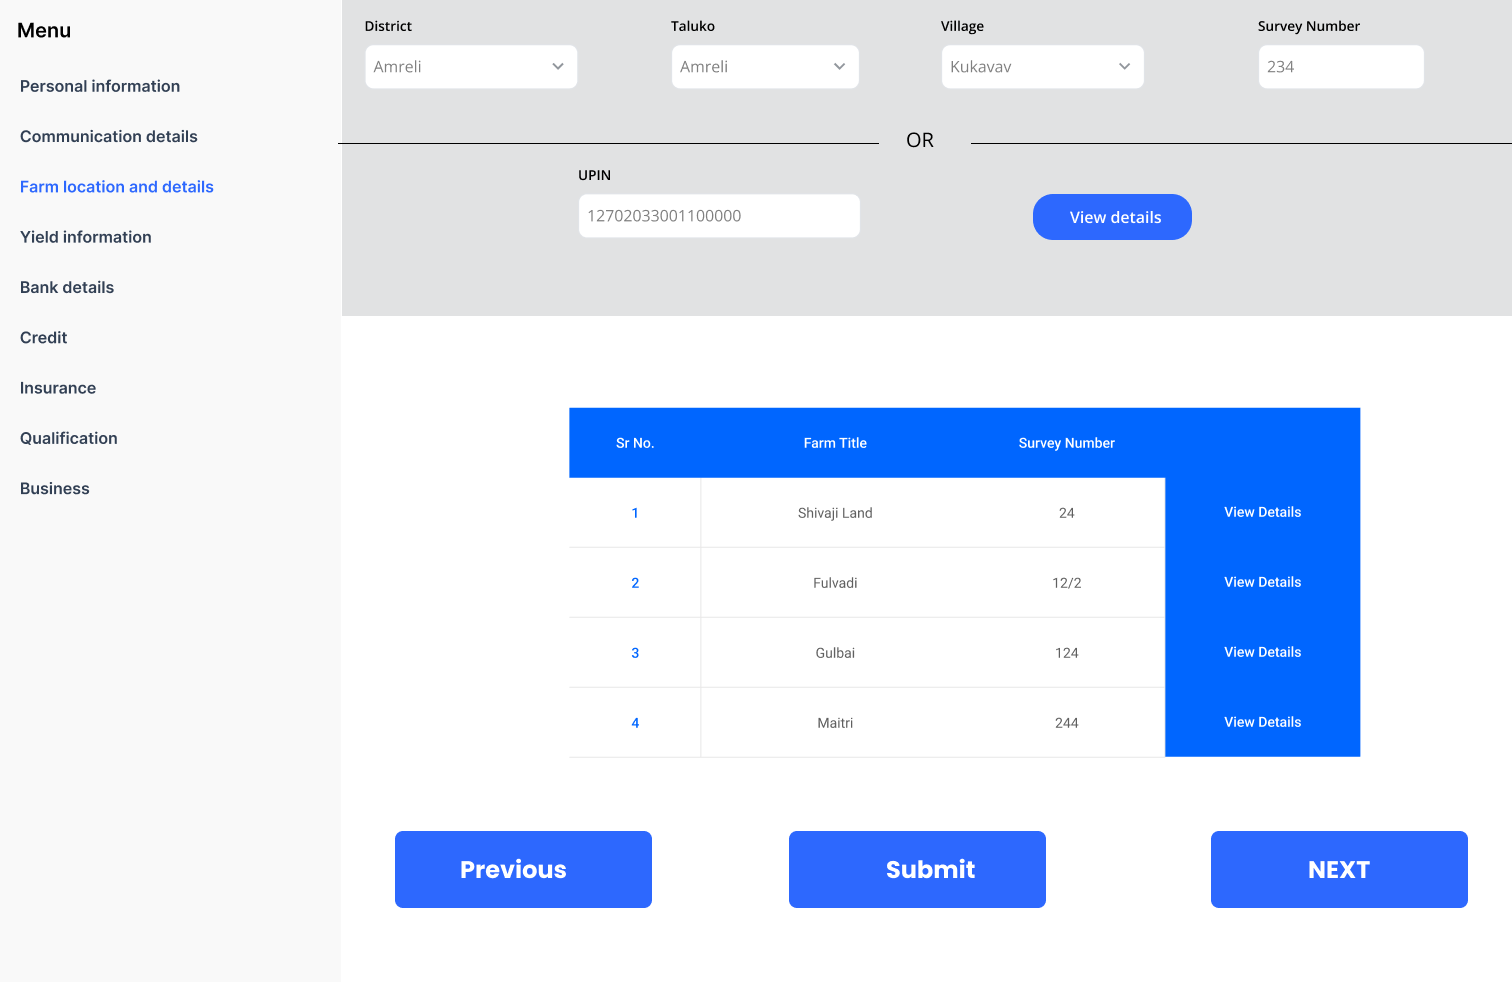 Menu
Personal information
Communication details
Farm location and details
Yield information
Bank details
Credit
Insurance
Qualification
Business
District Taluko Village Survey Number
Amreli Amreli Kukavav 234
OR
UPIN
12702033001100000 View details
Sr No. Farm Title Survey Number
1 Shivaji Land 24 View Details
2 Fulvadi 12/2 View Details
3 Gulbai 124 View Details
4 Maitri 244 View Details
Previous Submit NEXT